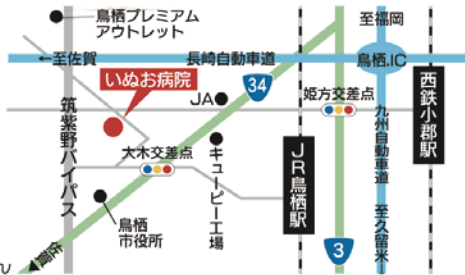 鳥栖プレミアム
アウトレット
至福岡
←至佐賀
長崎自動車道
鳥栖.IC
いぬお病院
34
JA
姫方交差点
西鉄小郡駅
筑紫野バイパス
大木交差点
キューピー工場
JR鳥栖駅
九州自動車道
鳥栖
市役所
至久留米
3
佐賀